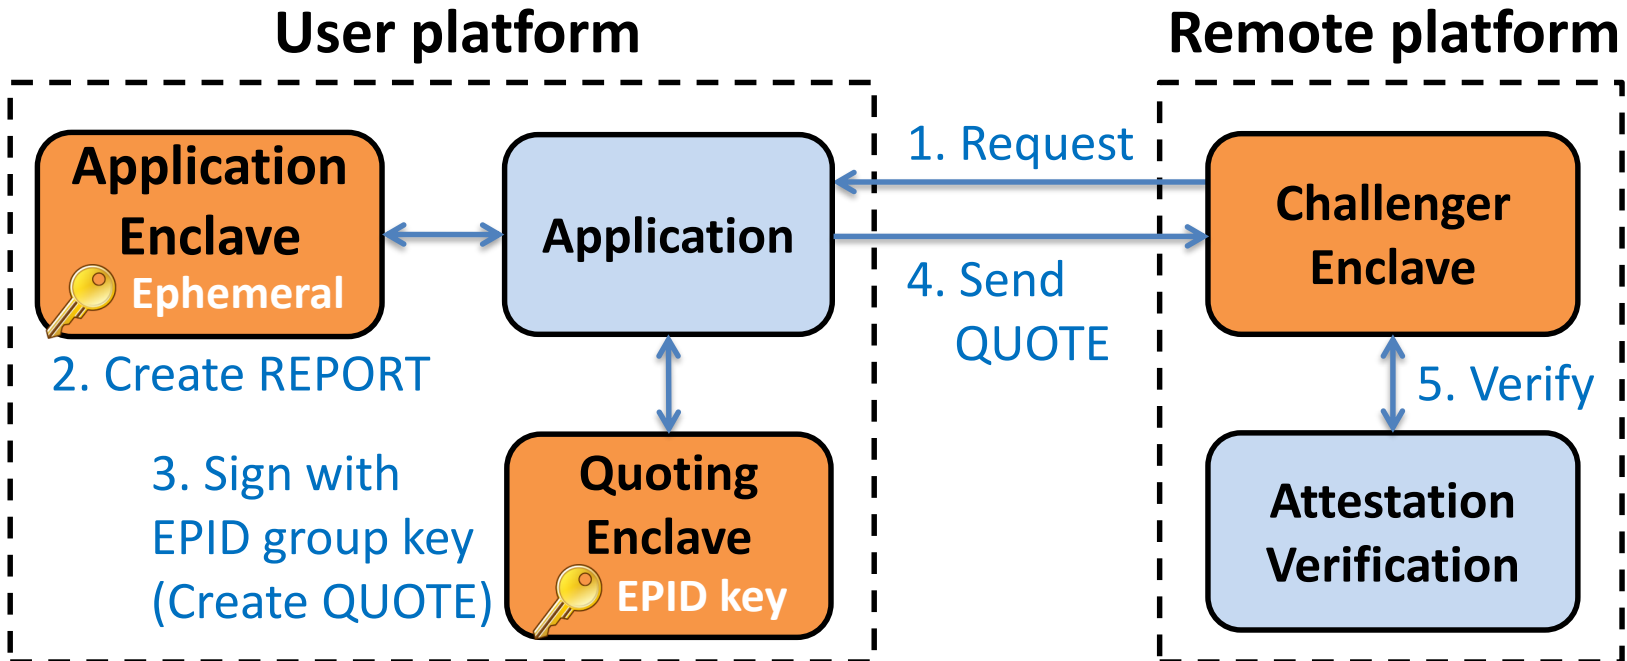 User platform
Remote platform
Application
Enclave
Ephemeral
2. Create REPORT
Application
1. Request
4. Send
QUOTE
3. Sign with
EPID group key
(Create QUOTE)
Quoting
Enclave
EPID key
Challenger
Enclave
5. Verify
Attestation
Verification